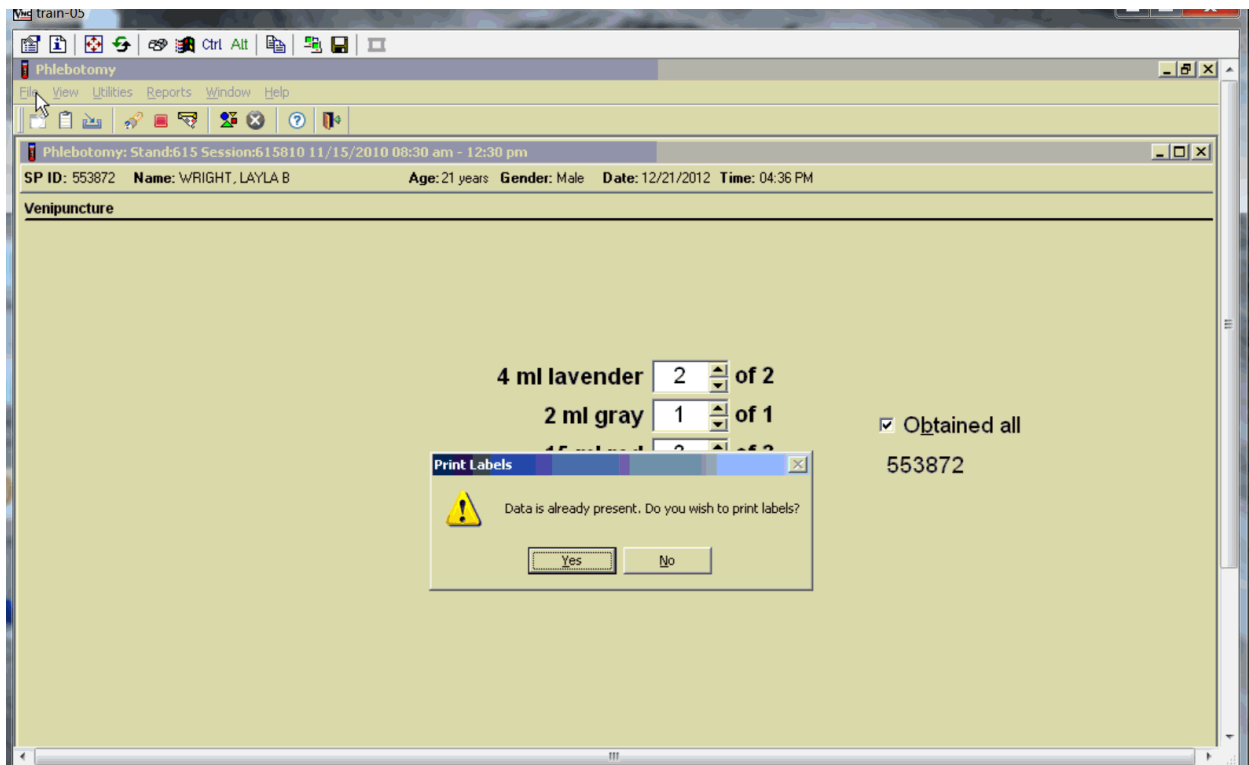 train-05
Ctrl Alt
Phlebotomy
File View Utilities Reports Window Help
Phlebotomy: Stand:615 Session:615810 11/15/2010 08:30 am - 12:30 pm
SP ID: 553872 Name: WRIGHT, LAYLA B Age: 21 years Gender: Male Date: 12/21/2012 Time: 04:36 PM
Venipuncture
4 ml lavender 2 of 2
2 ml gray 1 of 1
Obtained all
553872
Print Labels
Data is already present. Do you wish to print labels?
Yes No